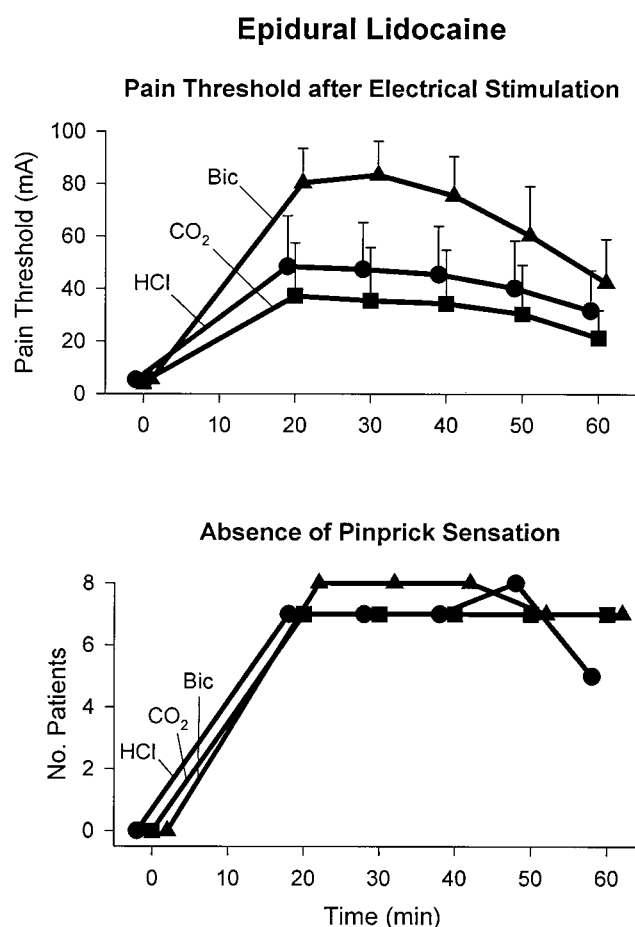 Epidural Lidocaine
Pain Threshold after Electrical Stimulation
Pain Threshold (mA)
100
80
60
40
20
0
Bic
CO₂
HCl
0 10 20 30 40 50 60
Absence of Pinprick Sensation
No. Patients
8
6
4
2
0
Bic
CO₂
HCl
0 10 20 30 40 50 60
Time (min)